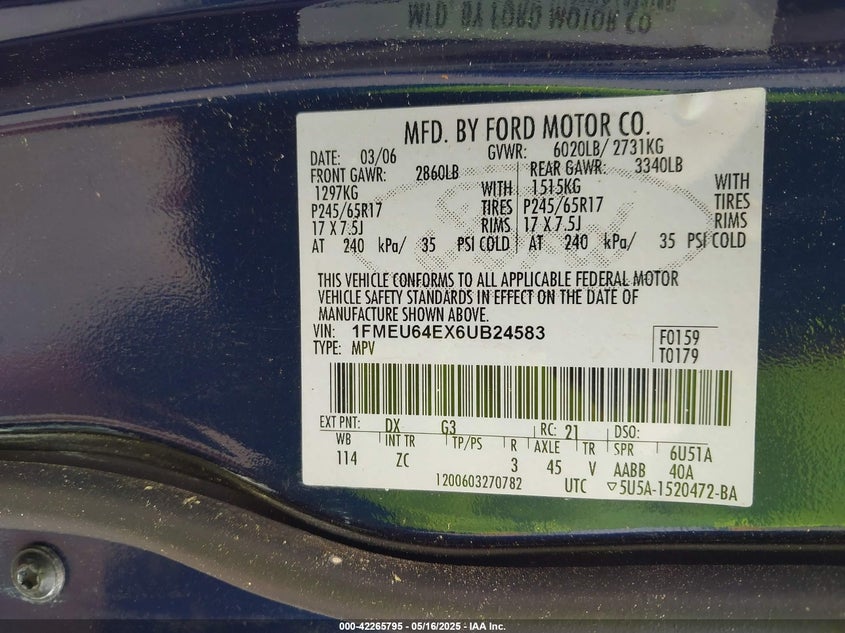 WLD BX LORD WOLOR CO
MFD. BY FORD MOTOR CO.
DATE: 03/06 GVWR: 6020LB/ 2731KG
FRONT GAWR: 2860LB REAR GAWR: 3340LB
1297KG WITH 1515KG WITH
P245/65R17 TIRES P245/65R17 TIRES
17 X 7.5J RIMS 17 X 7.5J RIMS
AT 240 kPa/ 35 PSI COLD AT 240 kPa/ 35 PSI COLD
THIS VEHICLE CONFORMS TO ALL APPLICABLE FEDERAL MOTOR
VEHICLE SAFETY STANDARDS IN EFFECT ON THE DATE OF
MANUFACTURE SHOWN ABOVE.
VIN: 1FMEU64EX6UB24583 F0159
TYPE: MPV T0179
EXT PNT: DX G3 RC: 21 DSO:
WB INT TR TP/PS R AXLE TR SPR 6U51A
114 ZC 3 45 V AABB 40A
1200603270782 UTC ▽5U5A-1520472-BA
000-42265795 - 05/16/2025 - IAA Inc.